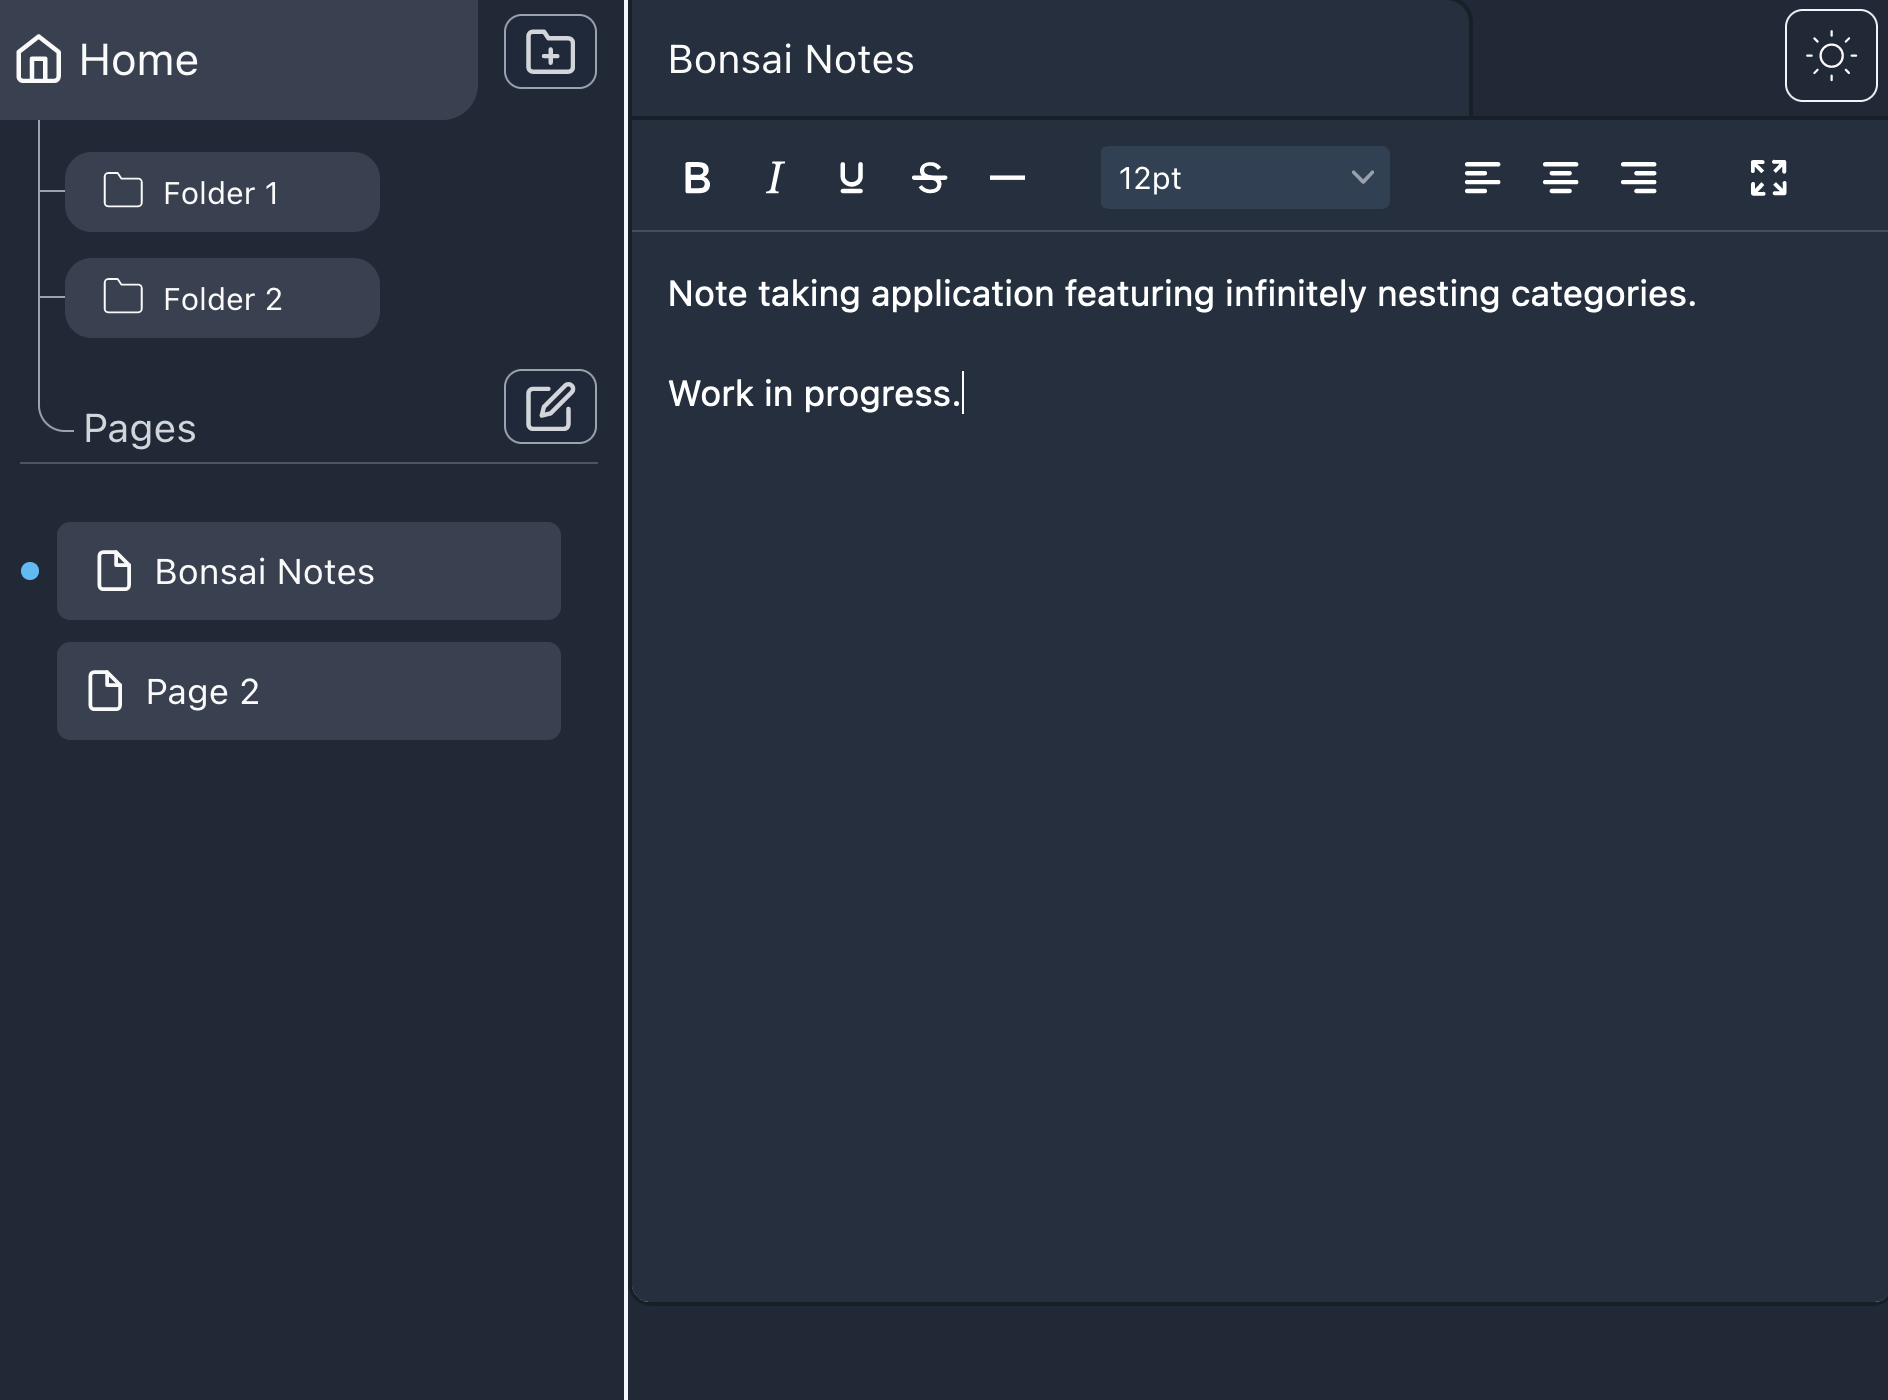 Home
Folder 1
Folder 2
Pages
Bonsai Notes
Page 2
Bonsai Notes
B I U S
12pt
Note taking application featuring infinitely nesting categories.
Work in progress.